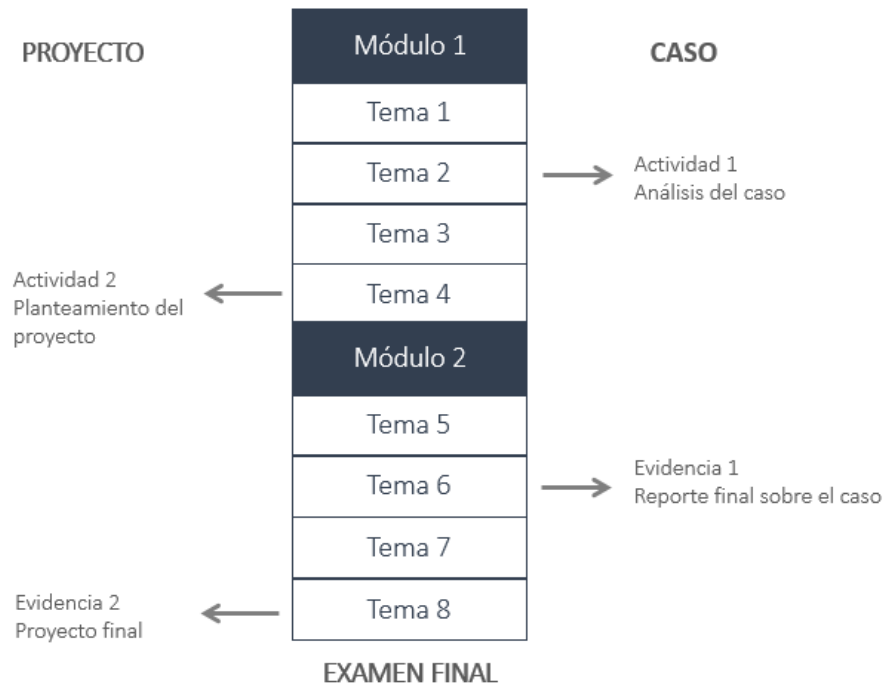 PROYECTO
Módulo 1
CASO
Tema 1
Tema 2
Actividad 1
Análisis del caso
Tema 3
Actividad 2
Planteamiento del
proyecto
Tema 4
Módulo 2
Tema 5
Tema 6
Evidencia 1
Reporte final sobre el caso
Tema 7
Evidencia 2
Proyecto final
Tema 8
EXAMEN FINAL